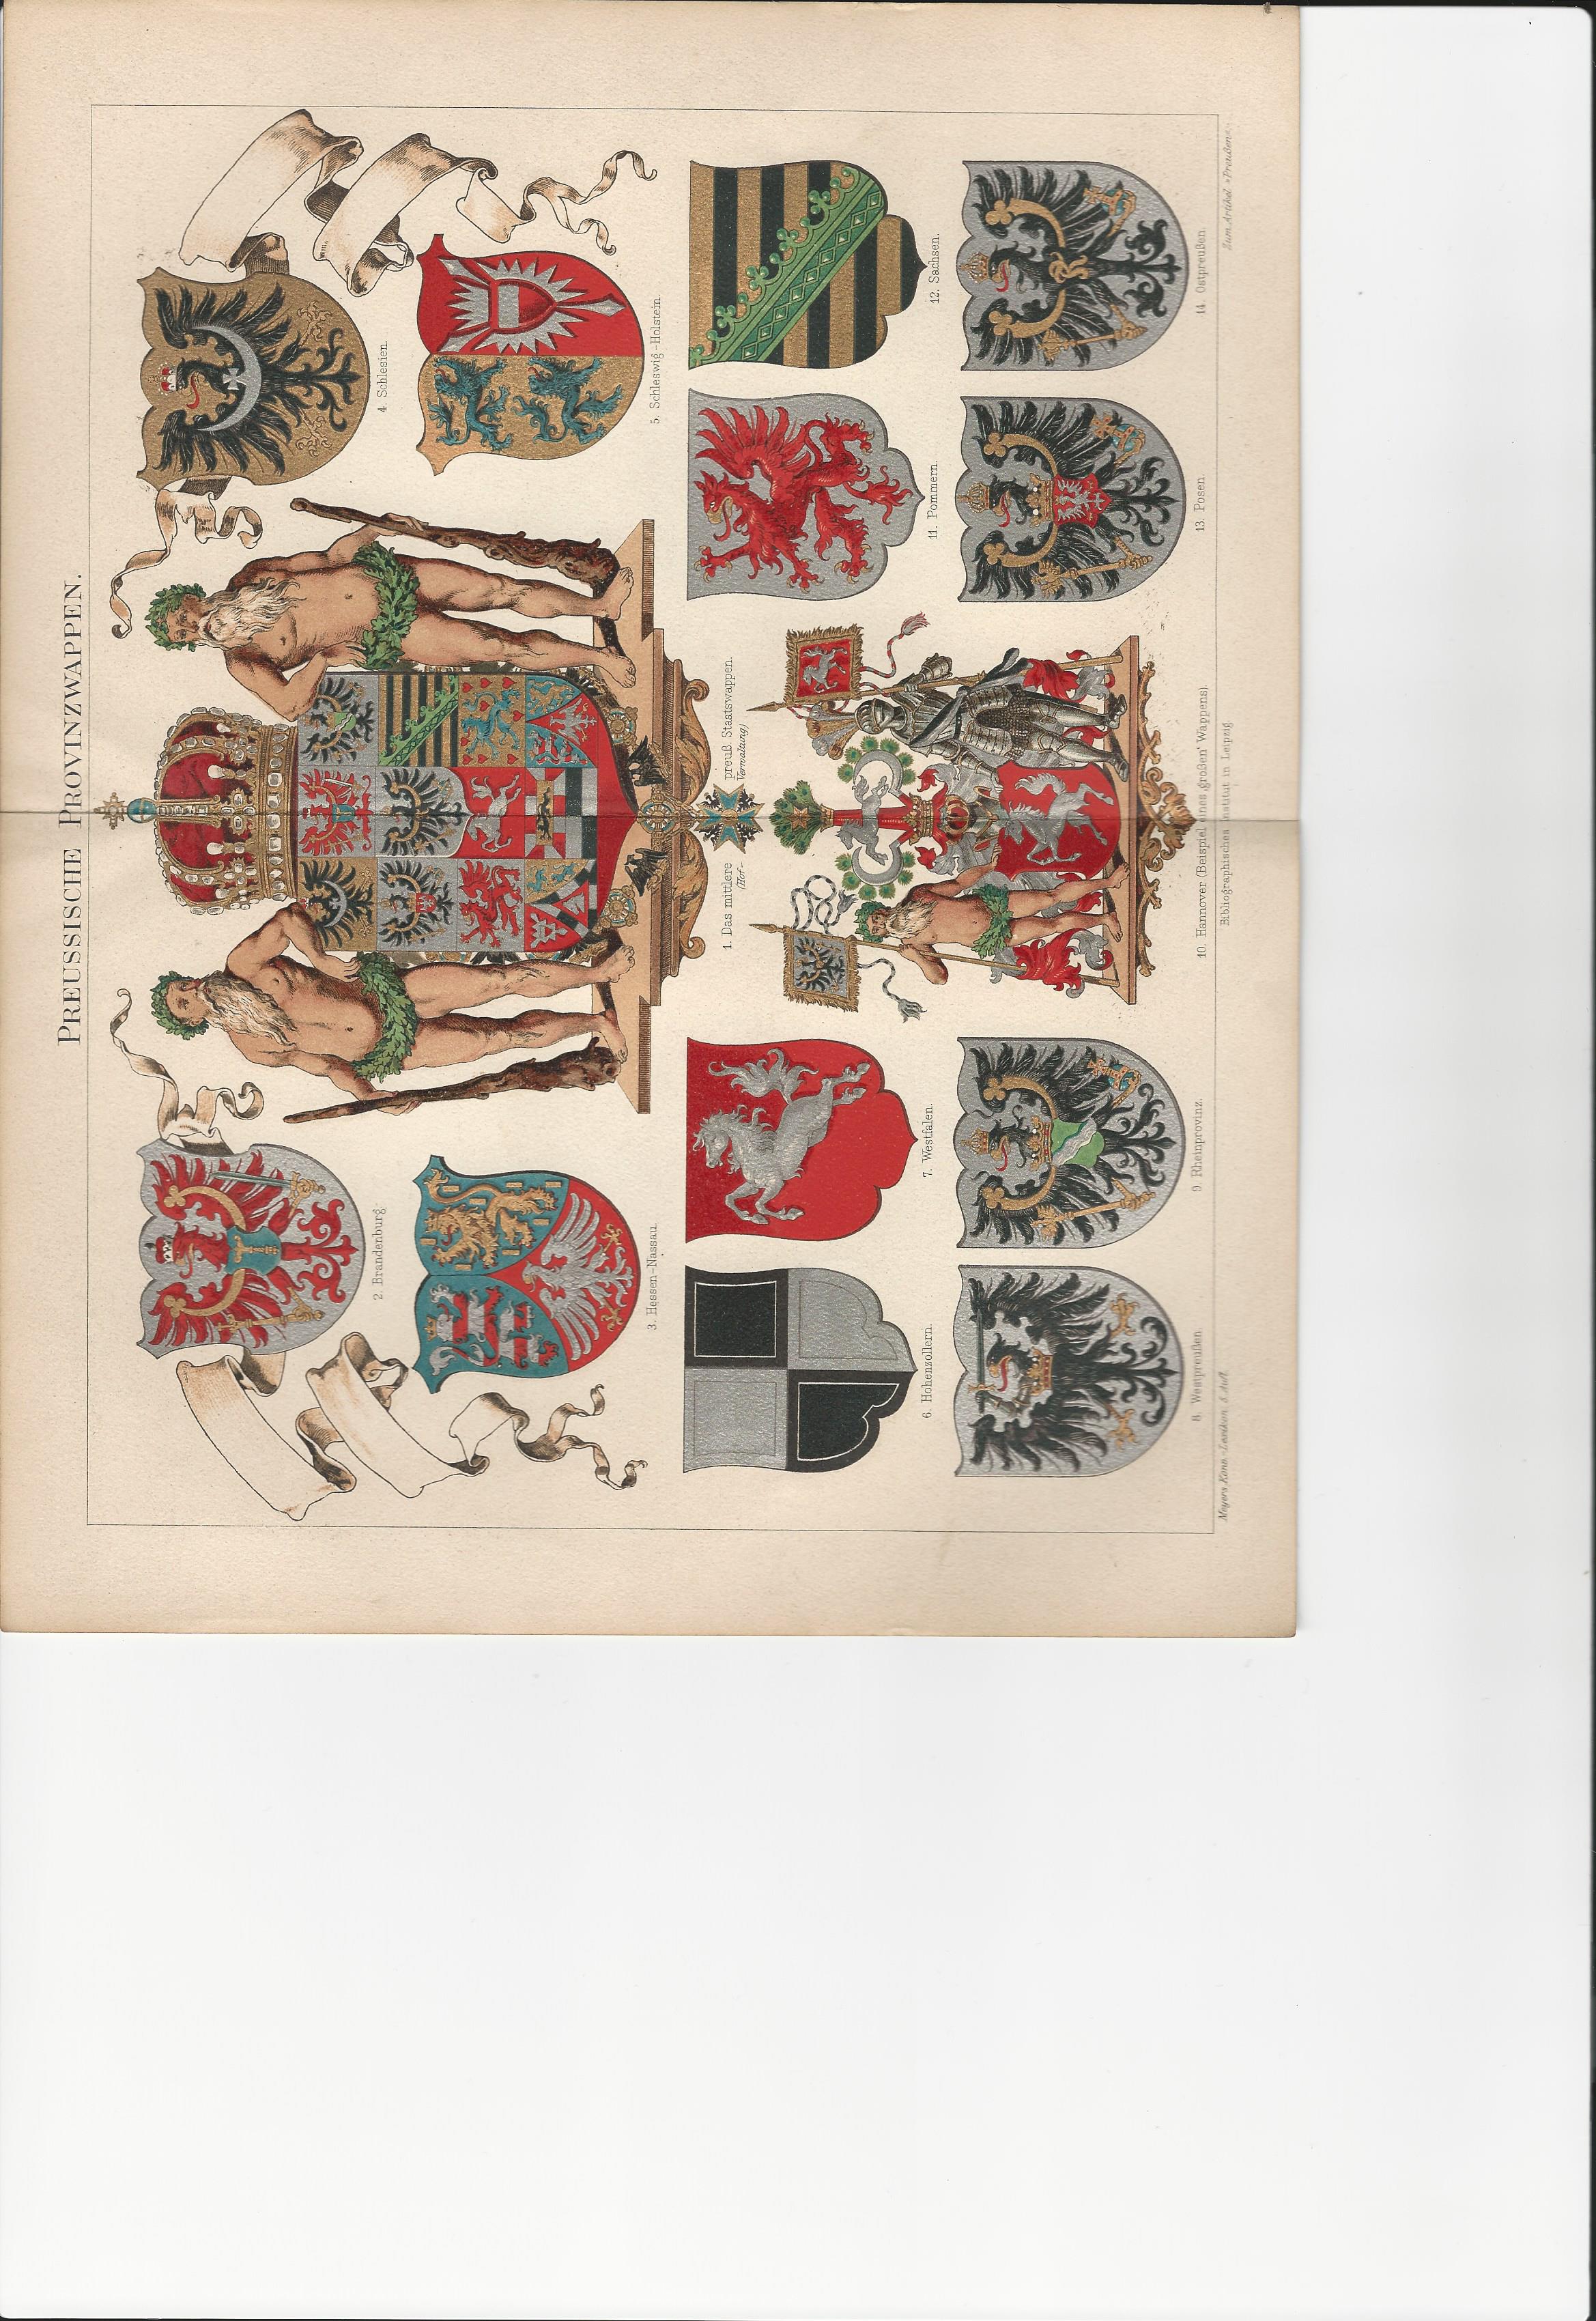 PREUSSISCHE PROVINZWAPPEN.
2. Brandenburg.
4. Schlesien.
3. Hessen-Nassau.
5. Schleswig-Holstein.
1. Das mittlere preuß. Staatswappen.
(Hof- Verwaltung)
6. Hohenzollern.
7. Westfalen.
11. Pommern.
12. Sachsen.
8. Westpreußen.
9. Rheinprovinz.
10. Hannover (Beispiel eines ‚großen‘ Wappens).
13. Posen.
14. Ostpreußen.
Meyers Konv.-Lexikon, 5. Aufl.
Bibliographisches Institut in Leipzig.
Zum Artikel »Preußen«.